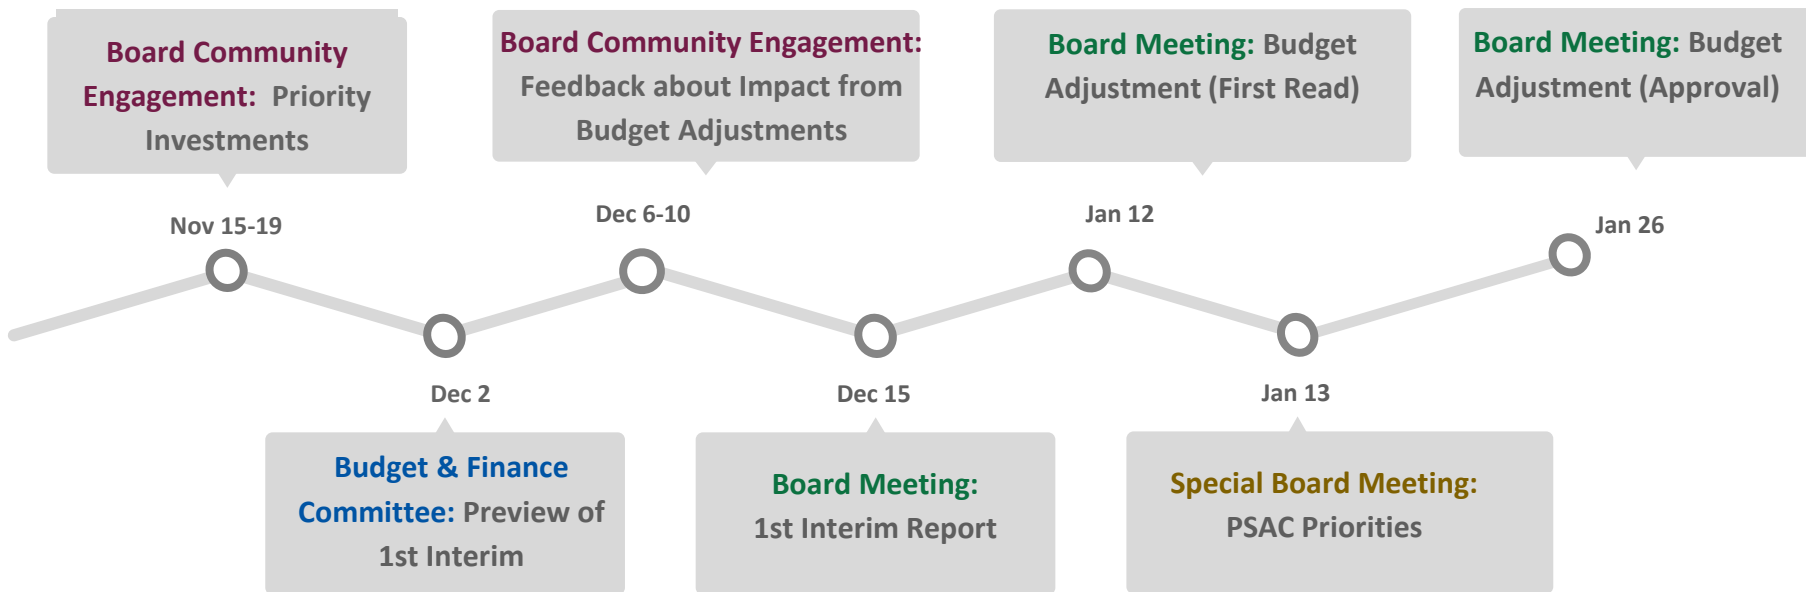 Board Community
Engagement: Priority
Investments
Board Community Engagement:
Feedback about Impact from
Budget Adjustments
Board Meeting: Budget
Adjustment (First Read)
Board Meeting: Budget
Adjustment (Approval)
Nov 15-19
Dec 6-10
Jan 12
Jan 26
Dec 2
Dec 15
Jan 13
Budget & Finance
Committee: Preview of
1st Interim
Board Meeting:
1st Interim Report
Special Board Meeting:
PSAC Priorities